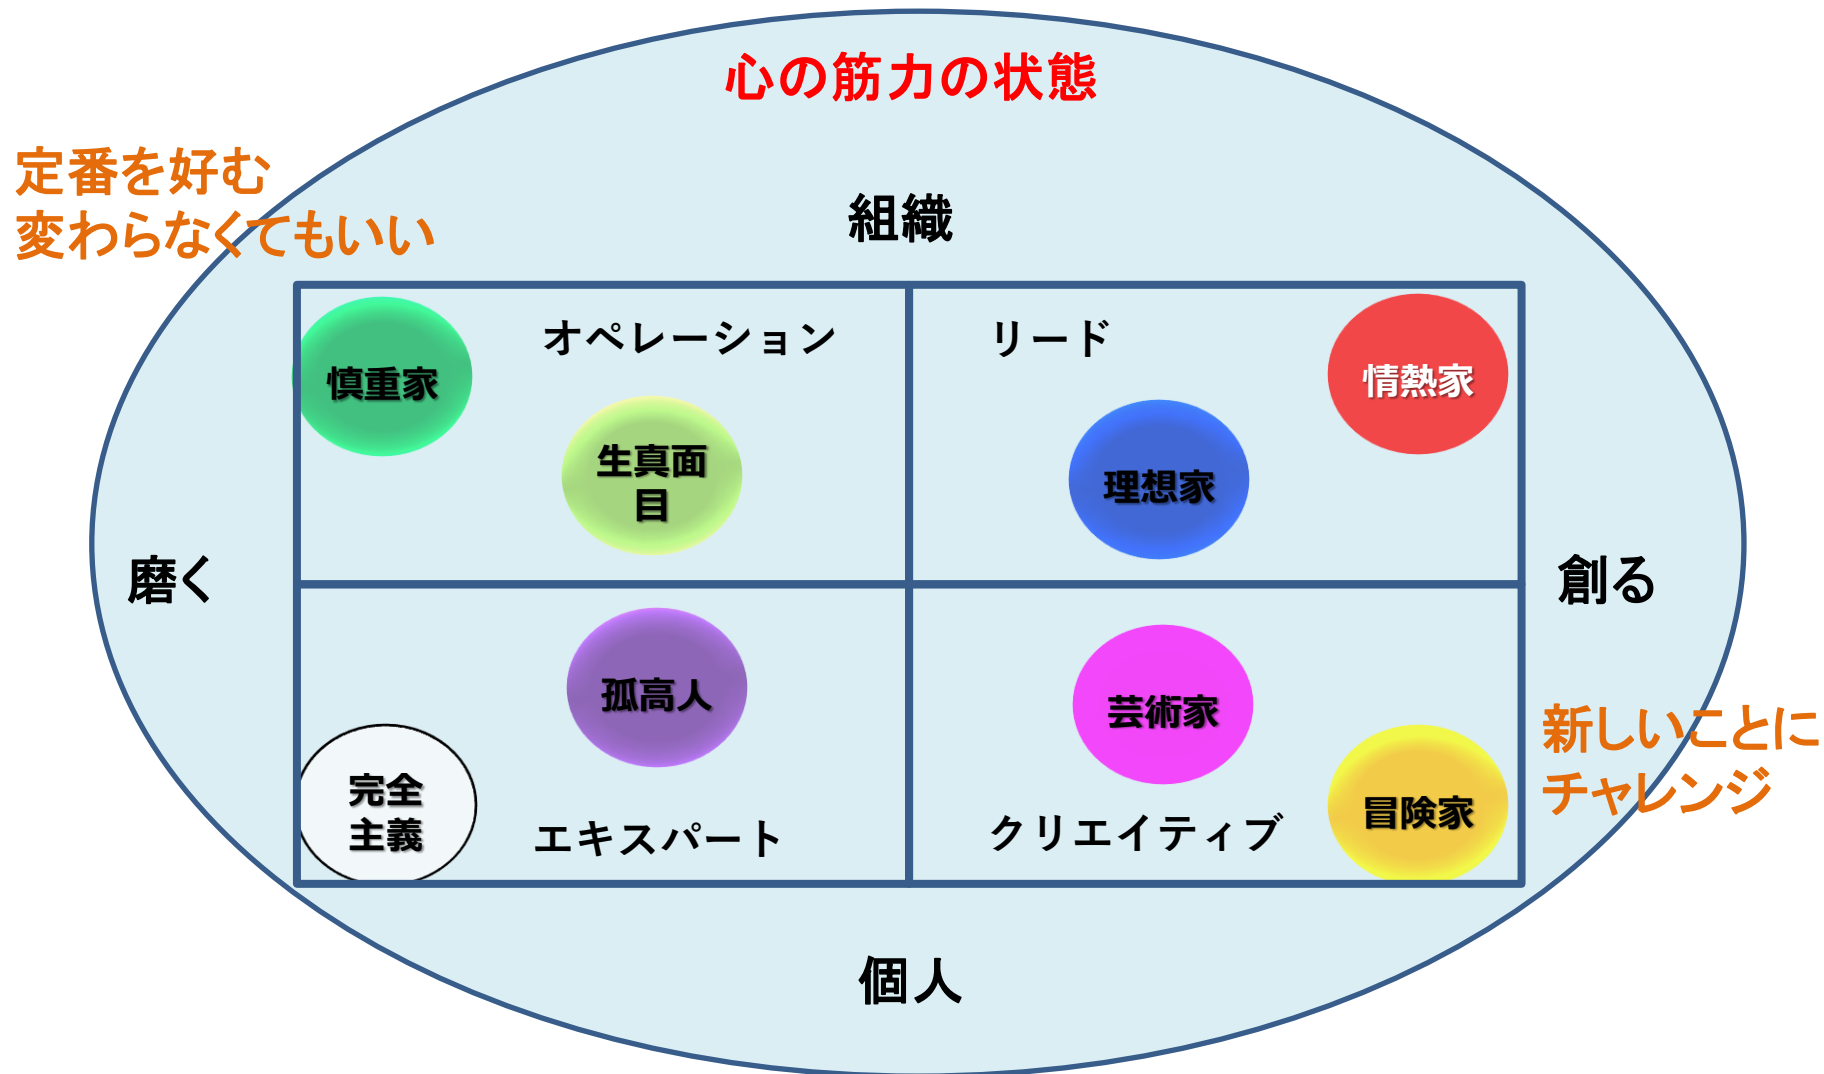 心の筋力の状態
定番を好む
変わらなくてもいい
組織
オペレーション
リード
慎重家
情熱家
生真面
目
理想家
磨く
創る
孤高人
芸術家
新しいことに
チャレンジ
完全
主義
冒険家
エキスパート
クリエイティブ
個人